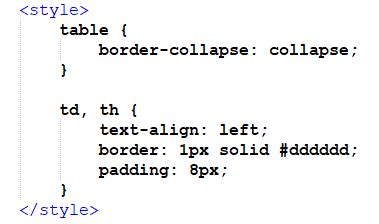 <style>
table {
border-collapse: collapse;
}
td, th {
text-align: left;
border: 1px solid #dddddd;
padding: 8px;
}
</style>